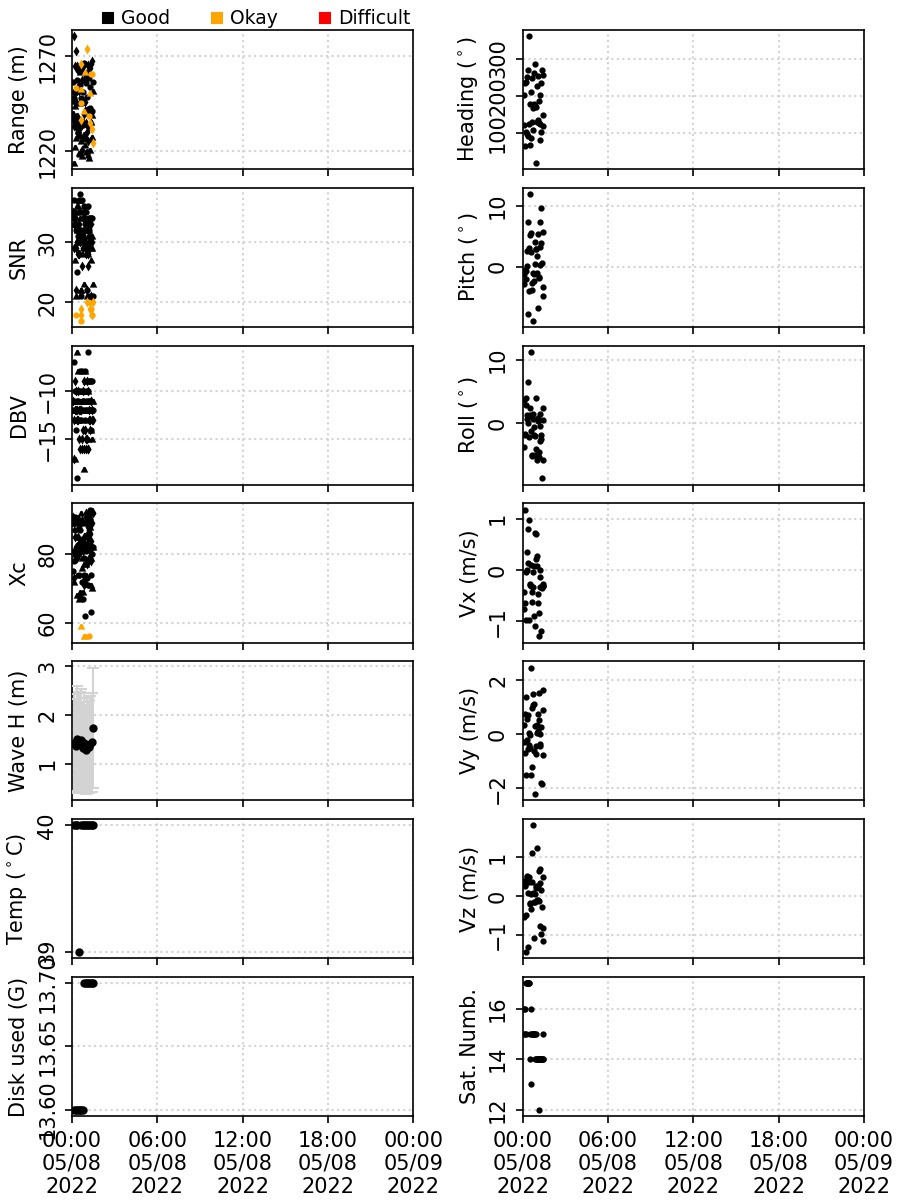 Good Okay Difficult
Range (m)
1270
1220
Heading (°)
300
200
100
SNR
30
20
Pitch (°)
10
0
DBV
−10
−15
Roll (°)
10
0
Xc
80
60
Vx (m/s)
1
0
−1
Wave H (m)
3
2
1
Vy (m/s)
2
0
−2
Temp (°C)
40
39
Vz (m/s)
1
0
−1
Disk used (G)
13.70
13.65
13.60
Sat. Numb.
16
14
12
00:00 06:00 12:00 18:00 00:00
05/08 05/08 05/08 05/08 05/09
2022 2022 2022 2022 2022
00:00 06:00 12:00 18:00 00:00
05/08 05/08 05/08 05/08 05/09
2022 2022 2022 2022 2022